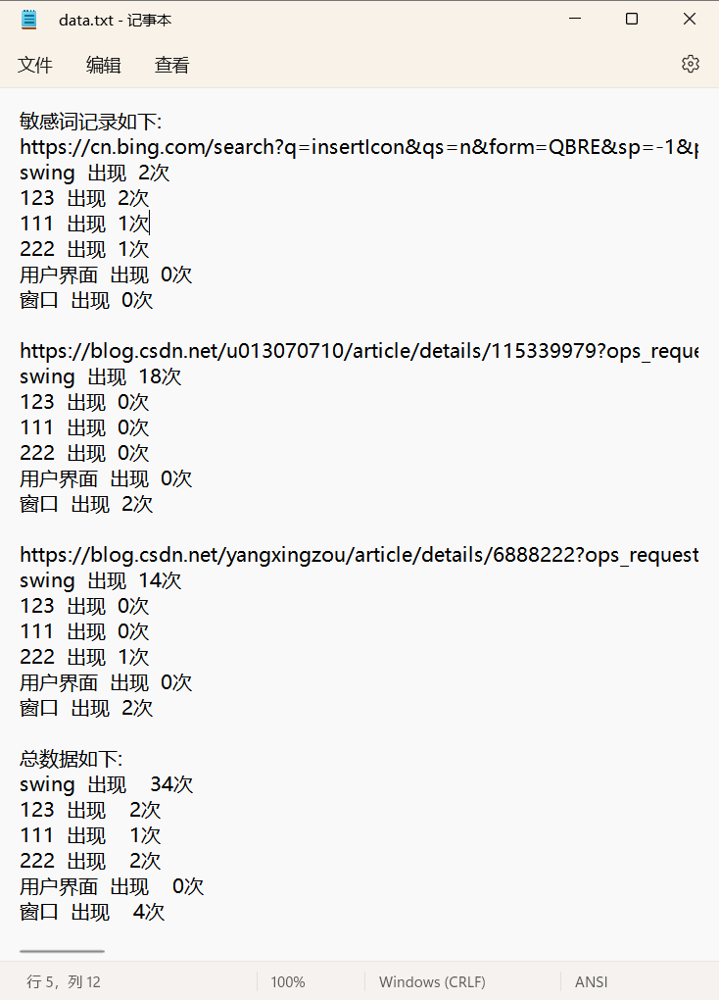 data.txt - 记事本
文件 编辑 查看
敏感词记录如下:
https://cn.bing.com/search?q=insertIcon&qs=n&form=QBRE&sp=-1&p
swing 出现 2次
123 出现 2次
111 出现 1次
222 出现 1次
用户界面 出现 0次
窗口 出现 0次
https://blog.csdn.net/u013070710/article/details/115339979?ops_reque
swing 出现 18次
123 出现 0次
111 出现 0次
222 出现 0次
用户界面 出现 0次
窗口 出现 2次
https://blog.csdn.net/yangxingzou/article/details/6888222?ops_request
swing 出现 14次
123 出现 0次
111 出现 0次
222 出现 1次
用户界面 出现 0次
窗口 出现 2次
总数据如下:
swing 出现  34次
123 出现  2次
111 出现  1次
222 出现  2次
用户界面 出现  0次
窗口 出现  4次
行 5，列 12 100% Windows (CRLF) ANSI